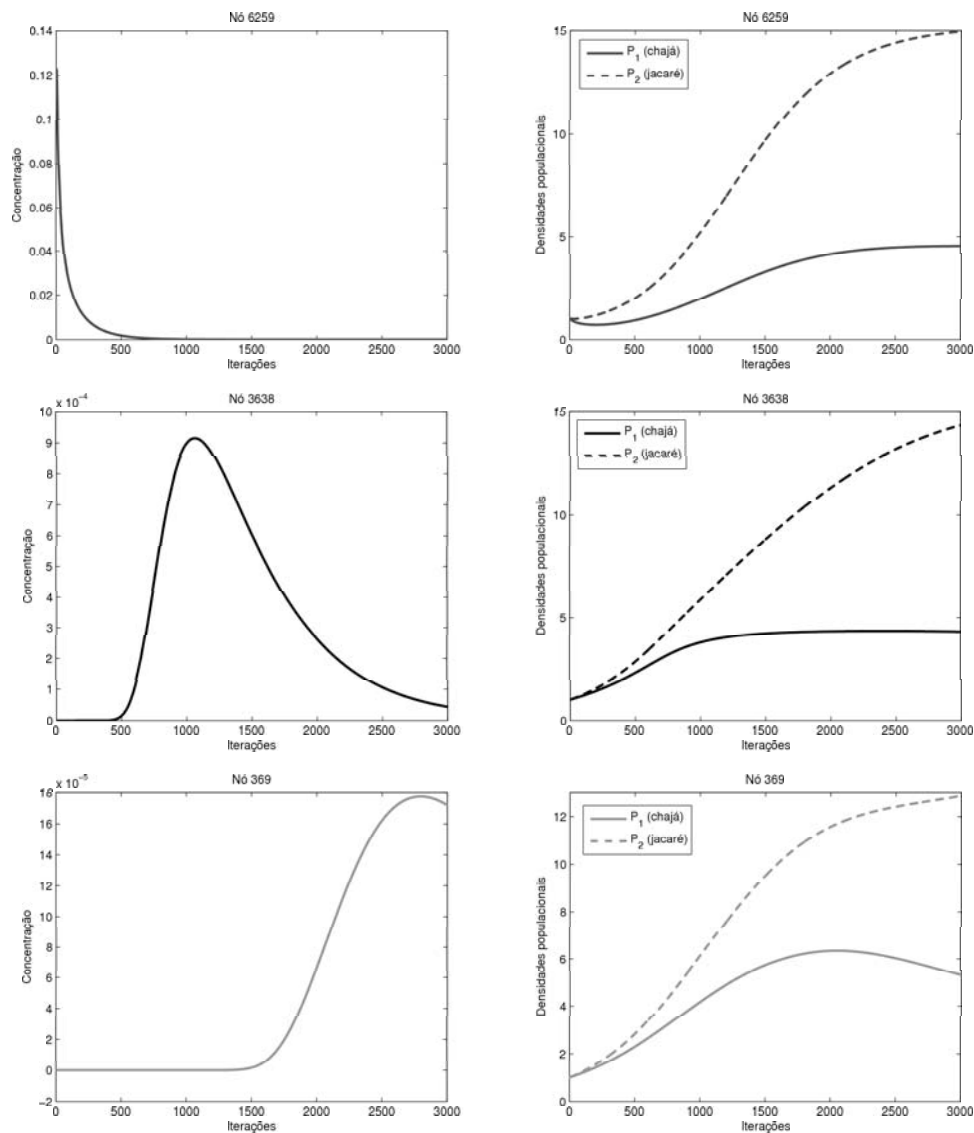 Nó 6259
0.14
0.12
0.1
0.08
0.06
0.04
0.02
0
Concentração
0 500 1000 1500 2000 2500 3000
Iterações
Nó 6259
15
10
5
0
Densidades populacionais
P1 (chajá)
P2 (jacaré)
0 500 1000 1500 2000 2500 3000
Iterações
Nó 3638
x 10−4
10
9
8
7
6
5
4
3
2
1
0
Concentração
0 500 1000 1500 2000 2500 3000
Iterações
Nó 3638
15
10
5
0
Densidades populacionais
P1 (chajá)
P2 (jacaré)
0 500 1000 1500 2000 2500 3000
Iterações
Nó 369
x 10−5
18
16
14
12
10
8
6
4
2
0
−2
Concentração
0 500 1000 1500 2000 2500 3000
Iterações
Nó 369
12
10
8
6
4
2
0
Densidades populacionais
P1 (chajá)
P2 (jacaré)
0 500 1000 1500 2000 2500 3000
Iterações